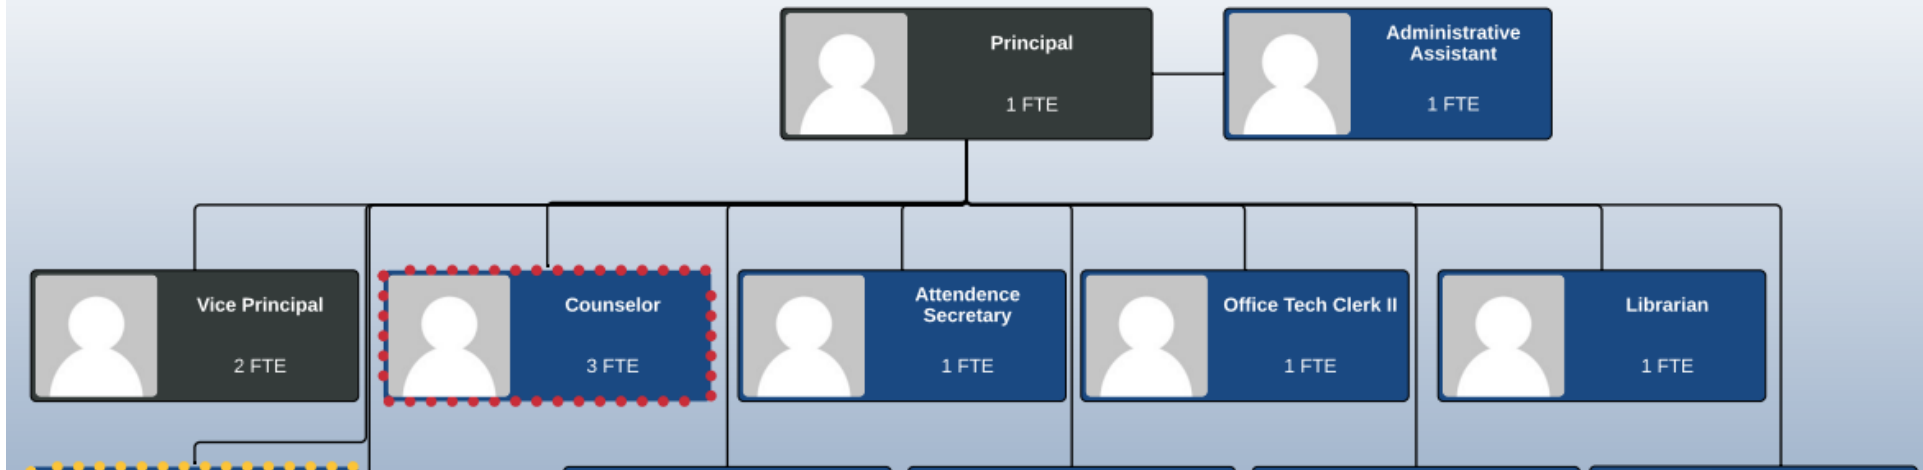 Principal
1 FTE
Administrative
Assistant
1 FTE
Vice Principal
2 FTE
Counselor
3 FTE
Attendence
Secretary
1 FTE
Office Tech Clerk II
1 FTE
Librarian
1 FTE